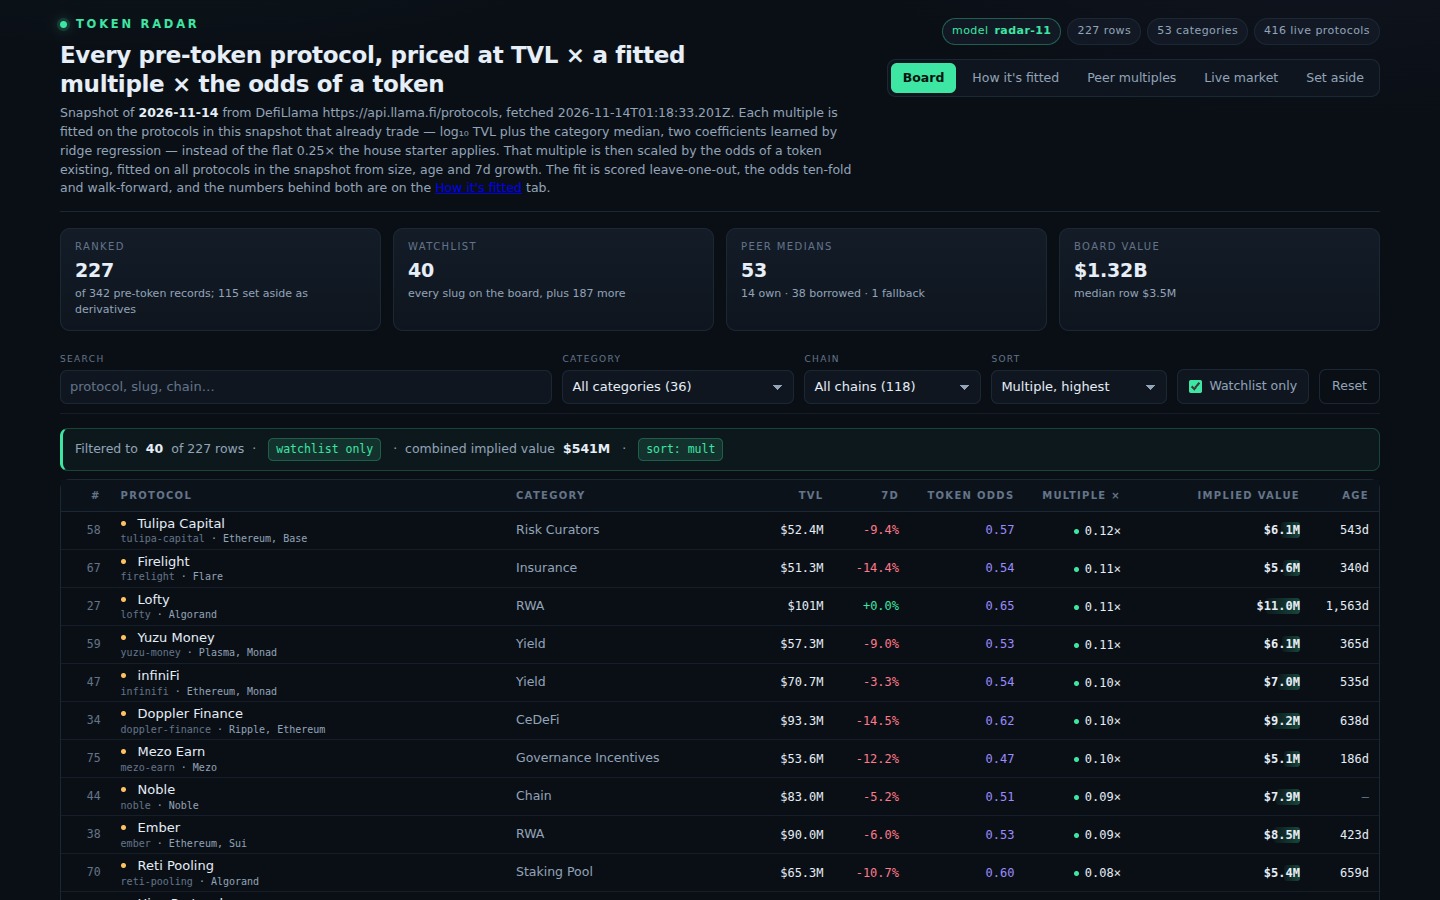 TOKEN RADAR
Every pre-token protocol, priced at TVL × a fitted
multiple × the odds of a token
Snapshot of 2026-11-14 from DefiLlama https://api.llama.fi/protocols, fetched 2026-11-14T01:18:33.201Z. Each multiple is
fitted on the protocols in this snapshot that already trade — log₁₀ TVL plus the category median, two coefficients learned by
ridge regression — instead of the flat 0.25× the house starter applies. That multiple is then scaled by the odds of a token
existing, fitted on all protocols in the snapshot from size, age and 7d growth. The fit is scored leave-one-out, the odds ten-fold
and walk-forward, and the numbers behind both are on the How it's fitted tab.
model radar-11 227 rows 53 categories 416 live protocols
Board How it's fitted Peer multiples Live market Set aside
RANKED
227
of 342 pre-token records; 115 set aside as
derivatives
WATCHLIST
40
every slug on the board, plus 187 more
PEER MEDIANS
53
14 own · 38 borrowed · 1 fallback
BOARD VALUE
$1.32B
median row $3.5M
SEARCH CATEGORY CHAIN SORT
protocol, slug, chain… All categories (36) All chains (118) Multiple, highest Watchlist only Reset
Filtered to 40 of 227 rows · watchlist only · combined implied value $541M · sort: mult
# PROTOCOL CATEGORY TVL 7D TOKEN ODDS MULTIPLE × IMPLIED VALUE AGE
58 Tulipa Capital Risk Curators $52.4M -9.4% 0.57 0.12× $6.1M 543d
tulipa-capital · Ethereum, Base
67 Firelight Insurance $51.3M -14.4% 0.54 0.11× $5.6M 340d
firelight · Flare
27 Lofty RWA $101M +0.0% 0.65 0.11× $11.0M 1,563d
lofty · Algorand
59 Yuzu Money Yield $57.3M -9.0% 0.53 0.11× $6.1M 365d
yuzu-money · Plasma, Monad
47 infiniFi Yield $70.7M -3.3% 0.54 0.10× $7.0M 535d
infinifi · Ethereum, Monad
34 Doppler Finance CeDeFi $93.3M -14.5% 0.62 0.10× $9.2M 638d
doppler-finance · Ripple, Ethereum
75 Mezo Earn Governance Incentives $53.6M -12.2% 0.47 0.10× $5.1M 186d
mezo-earn · Mezo
44 Noble Chain $83.0M -5.2% 0.51 0.09× $7.9M —
noble · Noble
38 Ember RWA $90.0M -6.0% 0.53 0.09× $8.5M 423d
ember · Ethereum, Sui
70 Reti Pooling Staking Pool $65.3M -10.7% 0.60 0.08× $5.4M 659d
reti-pooling · Algorand